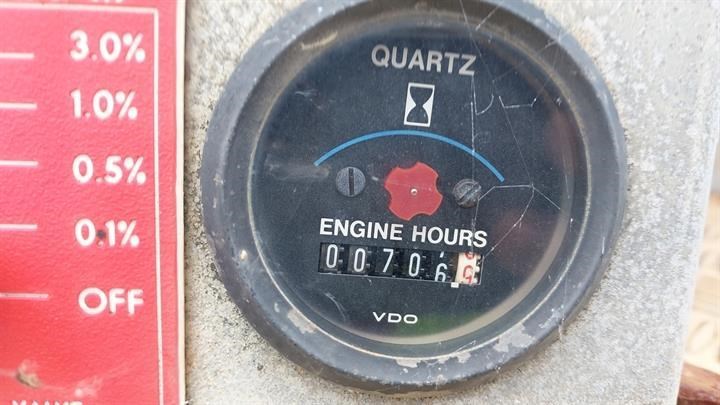 3.0%
1.0%
0.5%
0.1%
OFF
QUARTZ
ENGINE HOURS
00706
VDO